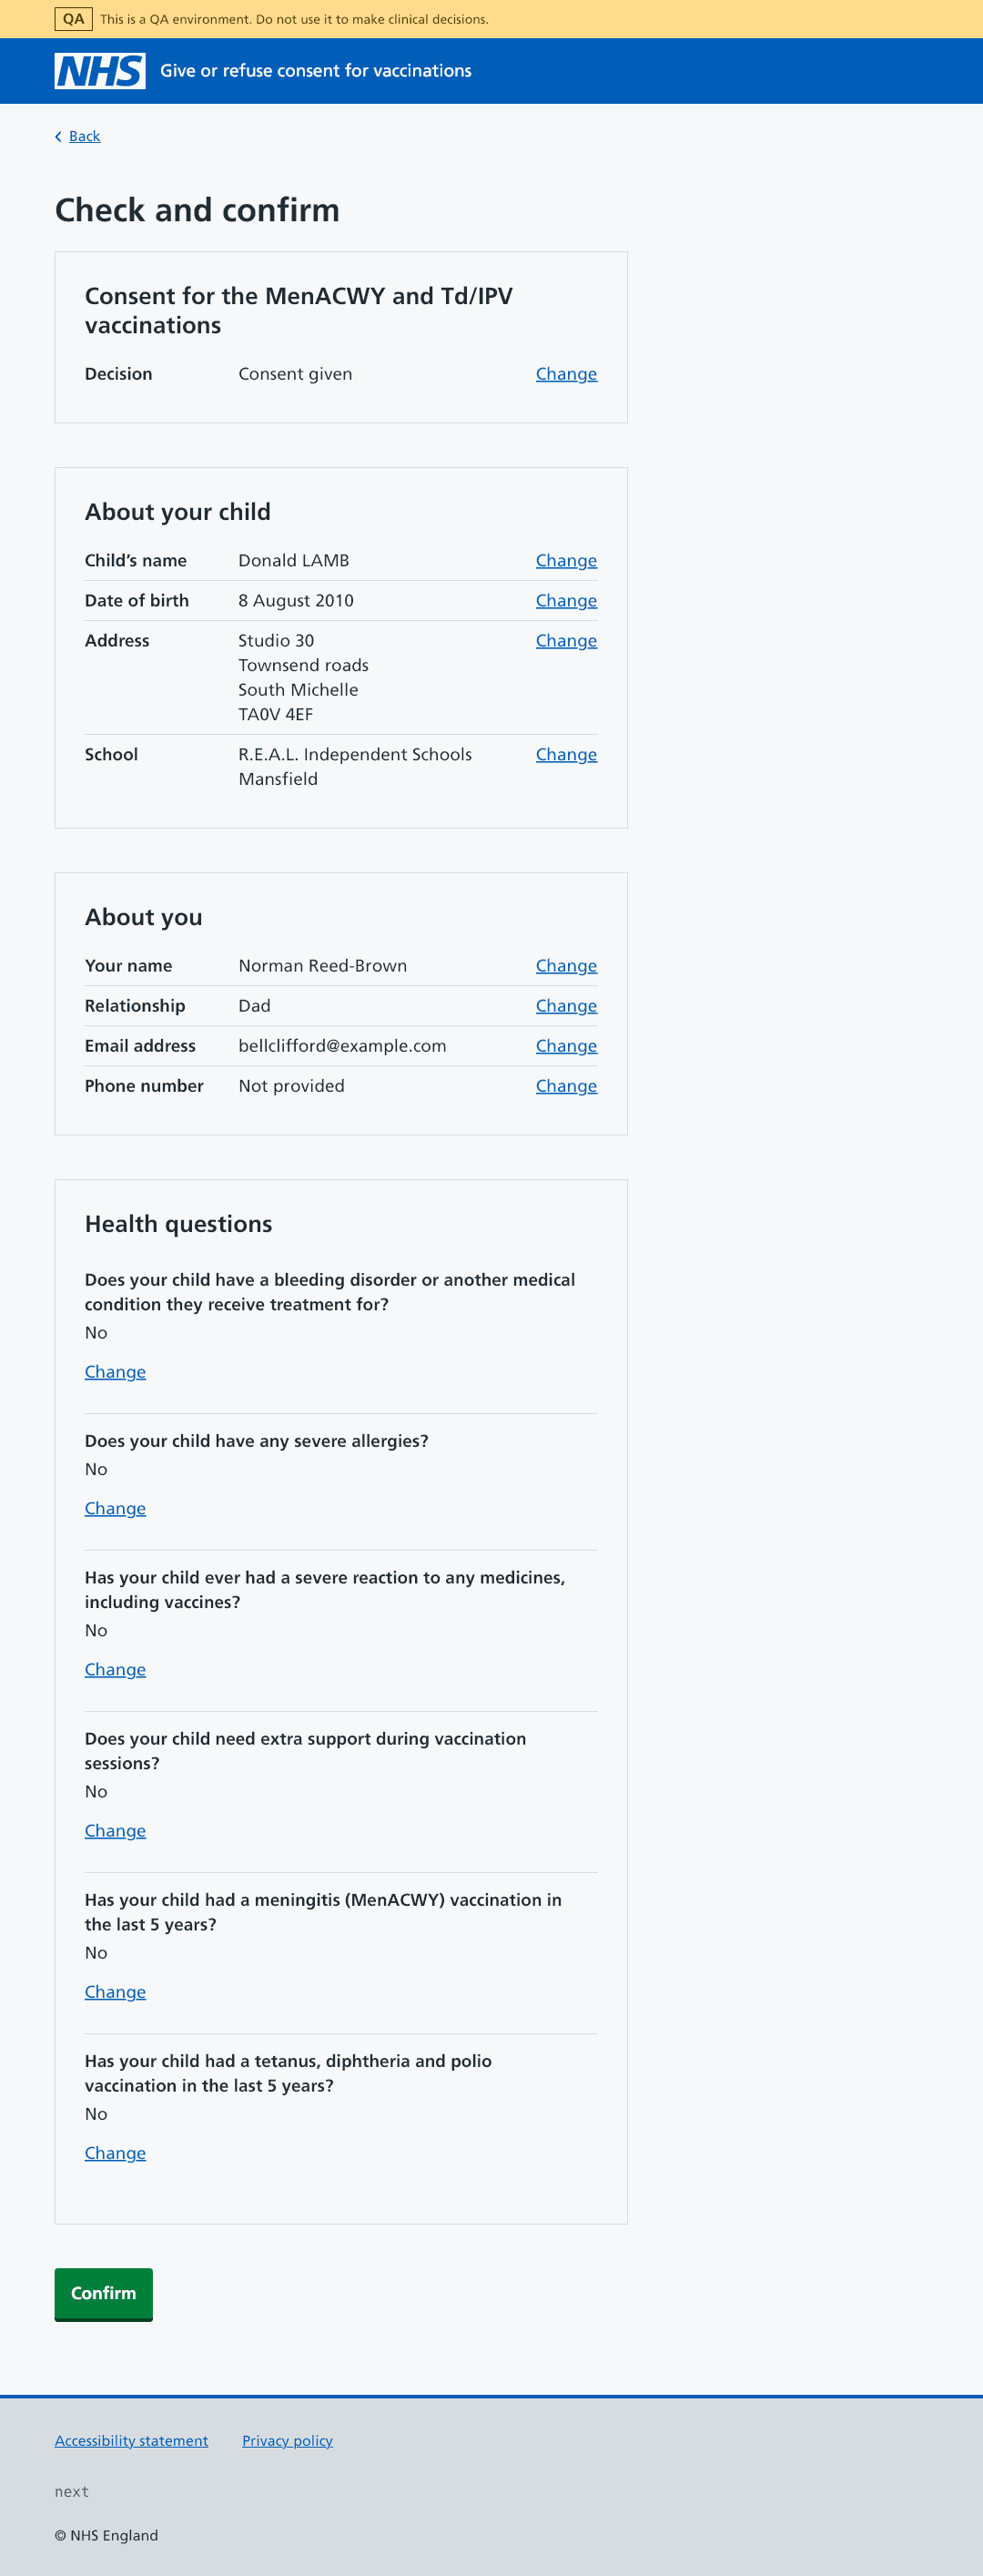 QA This is a QA environment. Do not use it to make clinical decisions.
NHS Give or refuse consent for vaccinations
Back
Check and confirm
Consent for the MenACWY and Td/IPV
vaccinations
Decision Consent given Change
About your child
Child’s name Donald LAMB Change
Date of birth 8 August 2010 Change
Address Studio 30 Change
Townsend roads
South Michelle
TA0V 4EF
School R.E.A.L. Independent Schools Change
Mansfield
About you
Your name Norman Reed-Brown Change
Relationship Dad Change
Email address bellclifford@example.com Change
Phone number Not provided Change
Health questions
Does your child have a bleeding disorder or another medical
condition they receive treatment for?
No
Change
Does your child have any severe allergies?
No
Change
Has your child ever had a severe reaction to any medicines,
including vaccines?
No
Change
Does your child need extra support during vaccination
sessions?
No
Change
Has your child had a meningitis (MenACWY) vaccination in
the last 5 years?
No
Change
Has your child had a tetanus, diphtheria and polio
vaccination in the last 5 years?
No
Change
Confirm
Accessibility statement Privacy policy
next
© NHS England